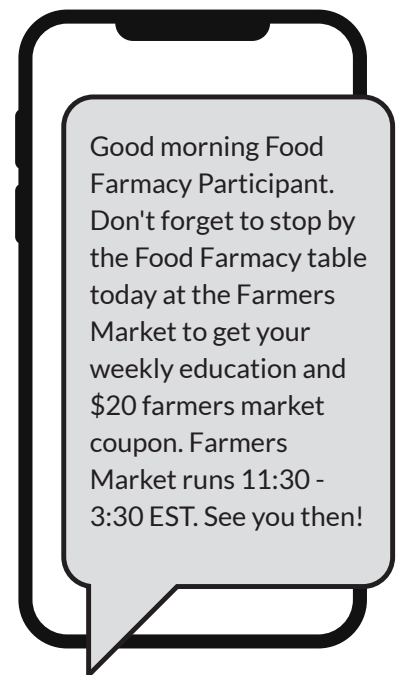 Good morning Food
Farmacy Participant.
Don't forget to stop by
the Food Farmacy table
today at the Farmers
Market to get your
weekly education and
$20 farmers market
coupon. Farmers
Market runs 11:30 -
3:30 EST. See you then!